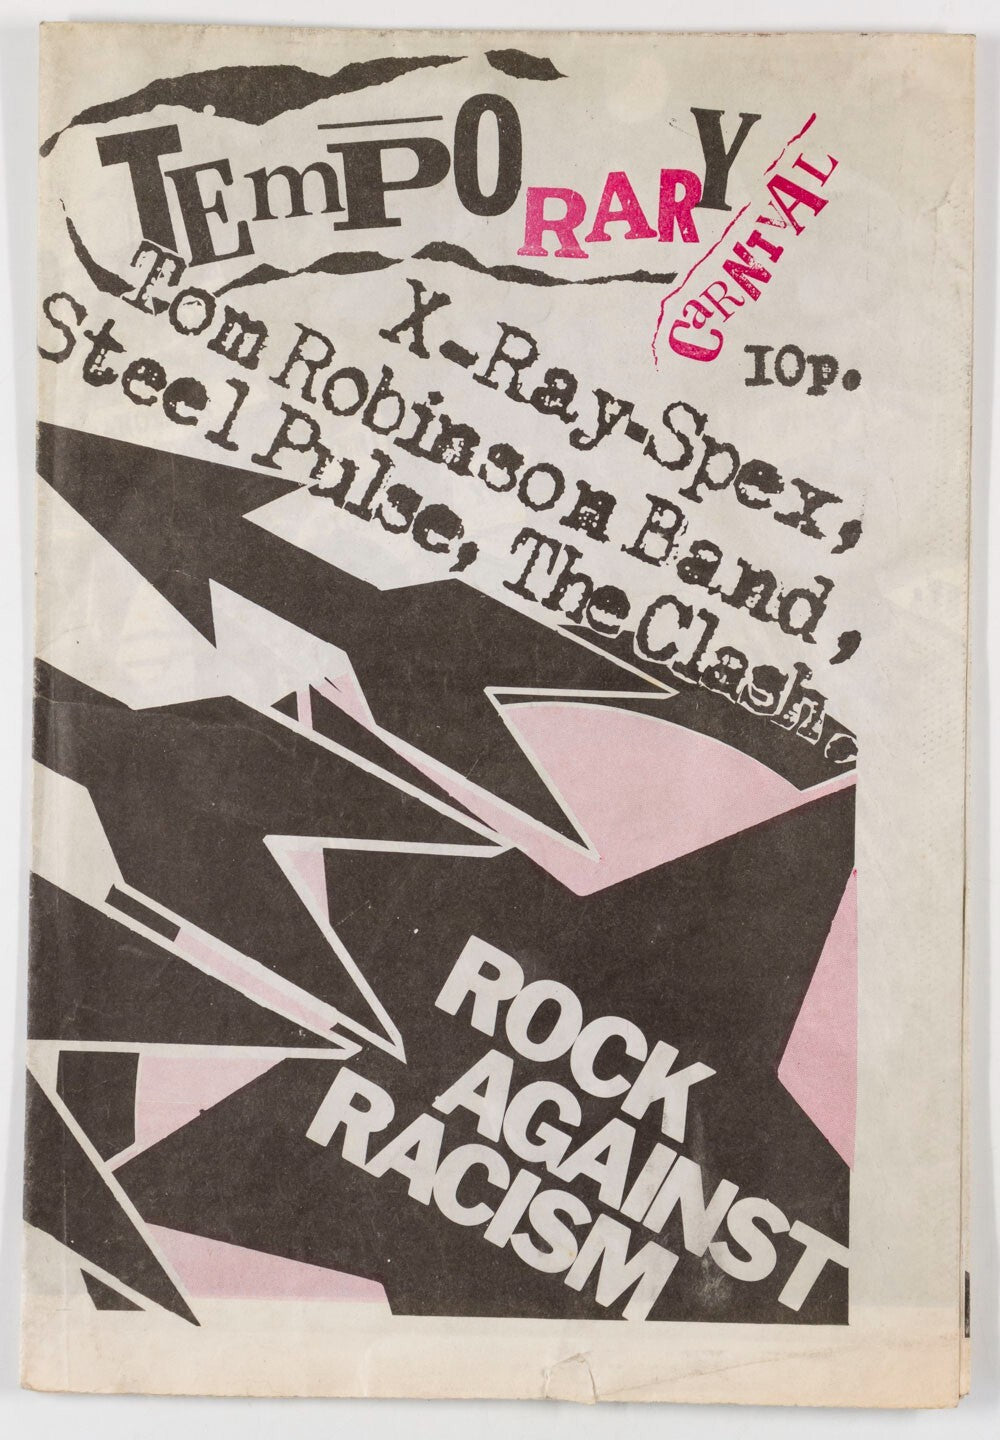 TEmPORARY
CaRNIVAL
10p.
X-Ray-Spex,
Tom Robinson Band,
Steel Pulse, The Clash.
ROCK
AGAINST
RACISM